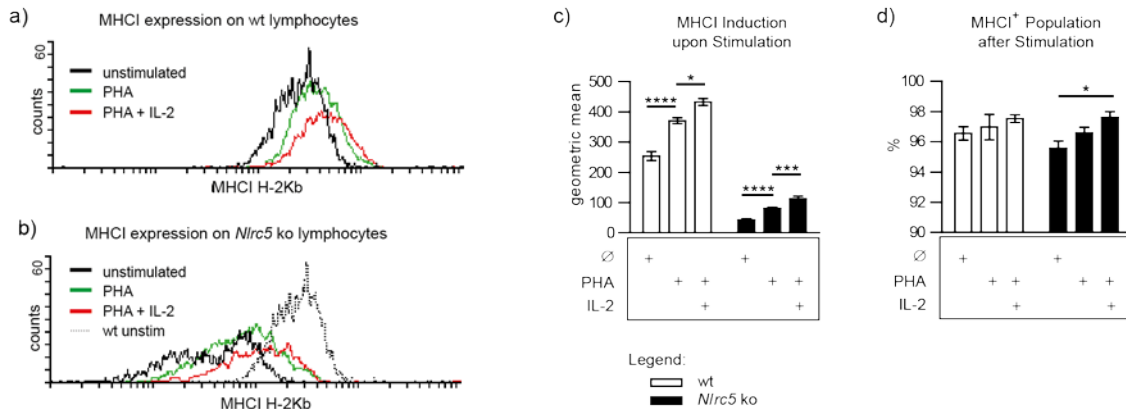 a)
MHCI expression on wt lymphocytes
60
counts
unstimulated
PHA
PHA + IL-2
MHCI H-2Kb
b)
MHCI expression on Nlrc5 ko lymphocytes
60
counts
unstimulated
PHA
PHA + IL-2
wt unstim
MHCI H-2Kb
c)
MHCI Induction
upon Stimulation
geometric mean
500
400
300
200
100
0
****
*
****
***
∅ + +
PHA + + + +
IL-2 + +
d)
MHCI⁺ Population
after Stimulation
%
100
98
96
94
92
90
*
∅ + +
PHA + + + +
IL-2 + +
Legend:
wt
Nlrc5 ko